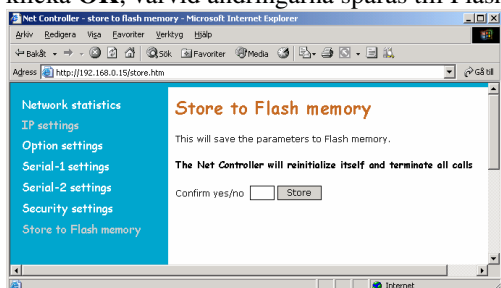 klicka OK, varvid ändringarna sparas till Flash
Net Controller - store to flash memory - Microsoft Internet Explorer
Arkiv Redigera Visa Favoriter Verktyg Hjälp
Bakåt Sök Favoriter Media
Adress http://192.168.0.15/store.htm Gå till
Network statistics
IP settings
Option settings
Serial-1 settings
Serial-2 settings
Security settings
Store to Flash memory
Store to Flash memory
This will save the parameters to Flash memory.
The Net Controller will reinitialize itself and terminate all calls
Confirm yes/no Store
Internet